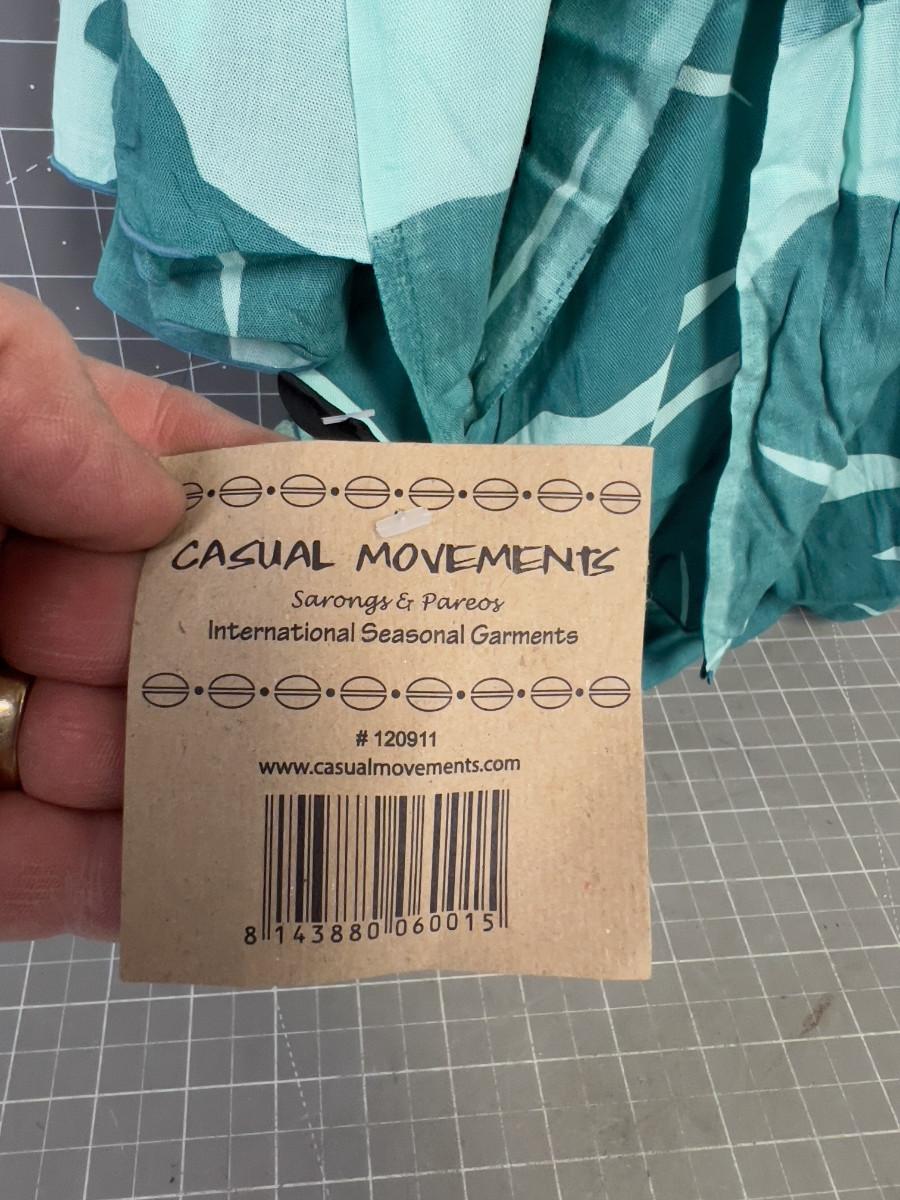 CASUAL MOVEMENTS
Sarongs & Pareos
International Seasonal Garments
# 120911
www.casualmovements.com
8 143880 060015